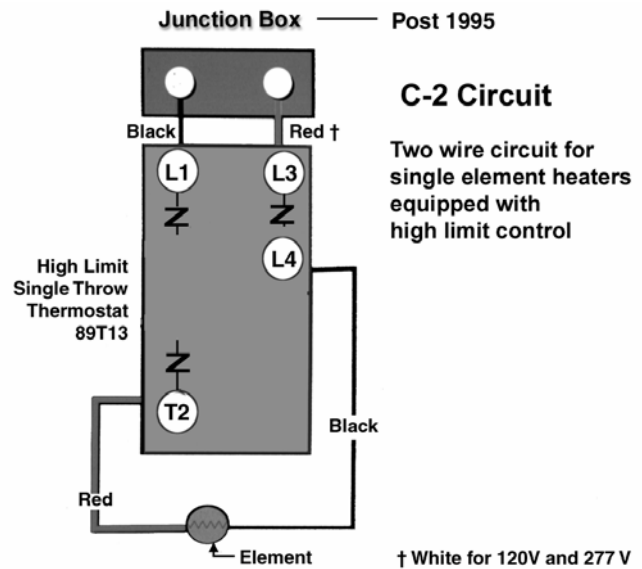 Junction Box
Post 1995
C-2 Circuit
Two wire circuit for
single element heaters
equipped with
high limit control
Black
Red †
L1
L3
L4
High Limit
Single Throw
Thermostat
89T13
T2
Black
Red
Element
† White for 120V and 277 V